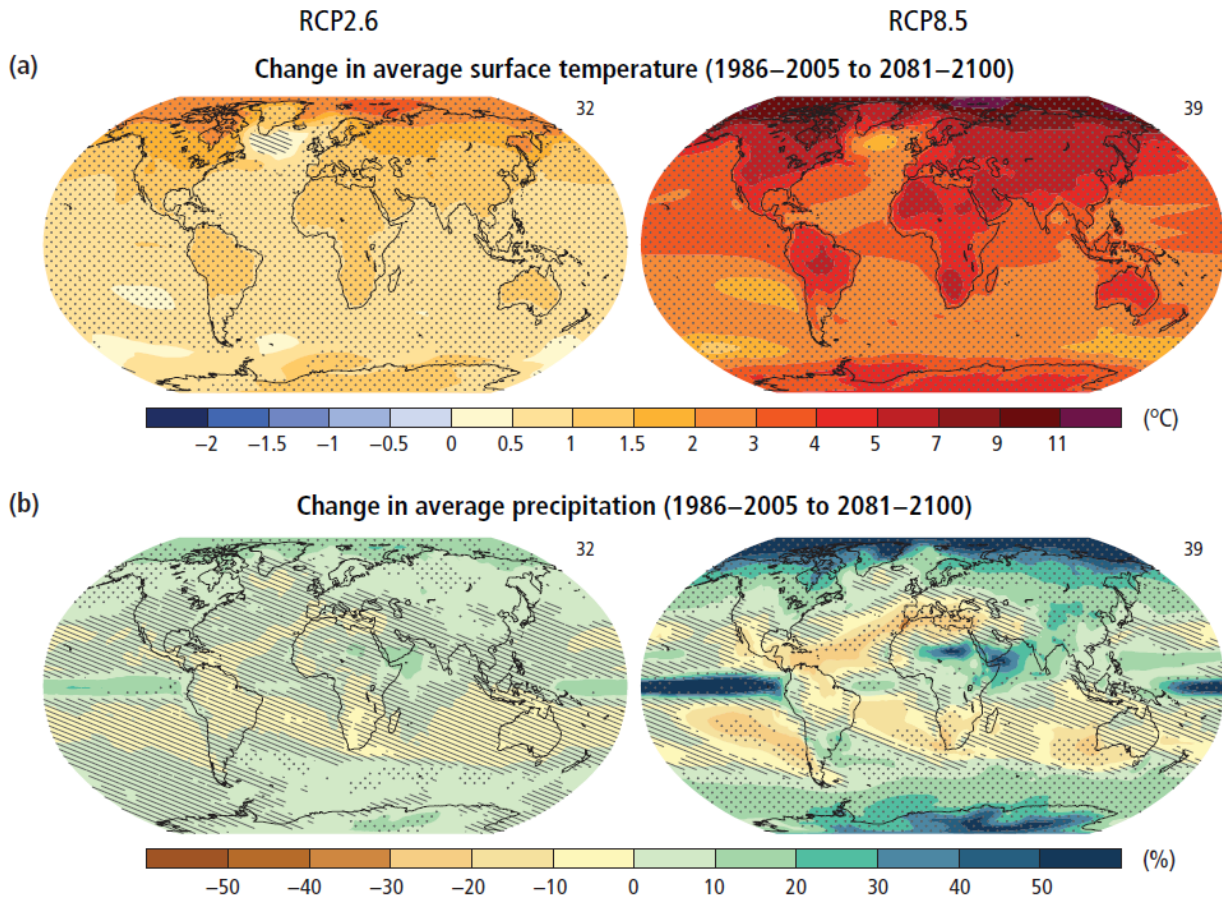 RCP2.6 RCP8.5
(a) Change in average surface temperature (1986–2005 to 2081–2100)
32 39
−2 −1.5 −1 −0.5 0 0.5 1 1.5 2 3 4 5 7 9 11 (°C)
(b) Change in average precipitation (1986–2005 to 2081–2100)
32 39
−50 −40 −30 −20 −10 0 10 20 30 40 50 (%)